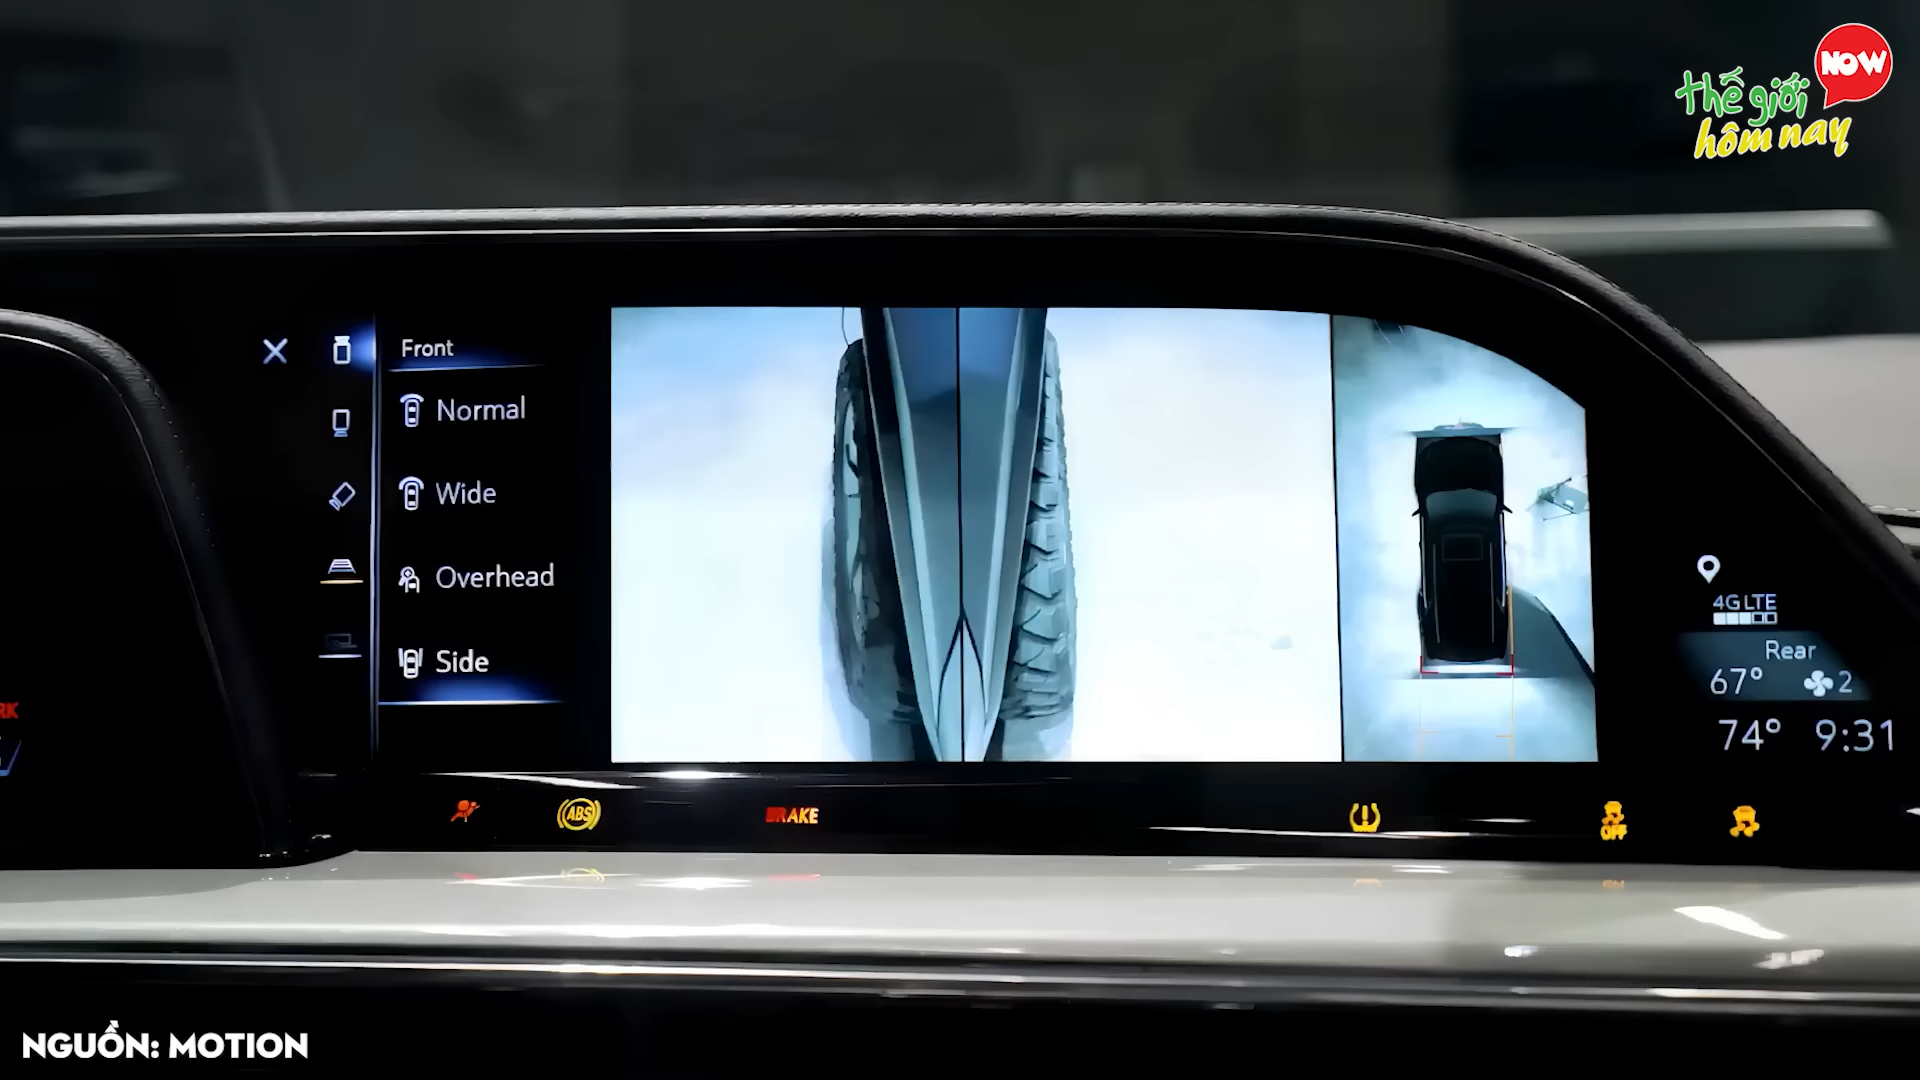 NOW
thế giới
hôm nay
Front
Normal
Wide
Overhead
Side
4G LTE
Rear
67° 2
74° 9:31
RK
ABS
BRAKE
OFF
NGUỒN: MOTION